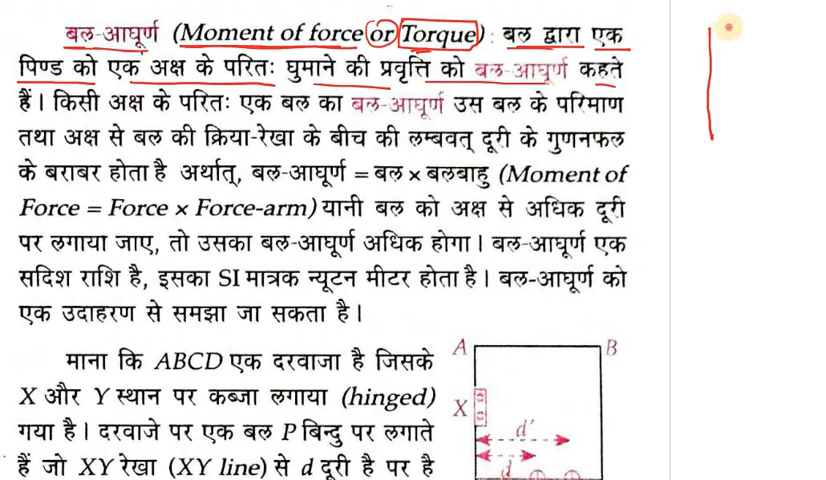 बल-आघूर्ण (Moment of force or Torque) : बल द्वारा एक
पिण्ड को एक अक्ष के परितः घुमाने की प्रवृत्ति को बल-आघूर्ण कहते
हैं। किसी अक्ष के परितः एक बल का बल-आघूर्ण उस बल के परिमाण
तथा अक्ष से बल की क्रिया-रेखा के बीच की लम्बवत् दूरी के गुणनफल
के बराबर होता है अर्थात्, बल-आघूर्ण = बल × बलबाहु (Moment of
Force = Force × Force-arm) यानी बल को अक्ष से अधिक दूरी
पर लगाया जाए, तो उसका बल-आघूर्ण अधिक होगा। बल-आघूर्ण एक
सदिश राशि है, इसका SI मात्रक न्यूटन मीटर होता है। बल-आघूर्ण को
एक उदाहरण से समझा जा सकता है।
माना कि ABCD एक दरवाजा है जिसके
X और Y स्थान पर कब्जा लगाया (hinged)
गया है। दरवाजे पर एक बल P बिन्दु पर लगाते
हैं जो XY रेखा (XY line) से d दूरी है पर है
A B
X
d'
d